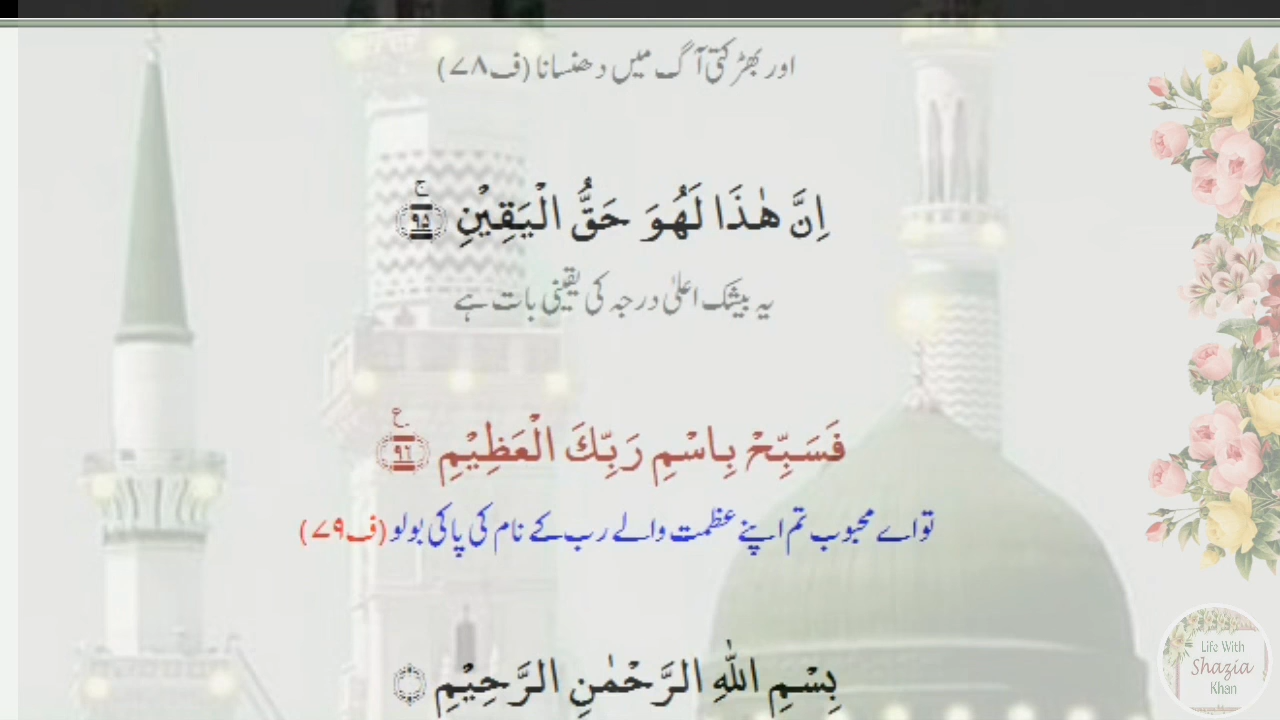 اور بھڑکتی آگ میں دھنسانا (ف۷۸)
اِنَّ هٰذَا لَهُوَ حَقُّ الْیَقِیْنِۚ ۝۹۵
یہ بیشک اعلیٰ درجہ کی یقینی بات ہے
فَسَبِّحْ بِاسْمِ رَبِّكَ الْعَظِیْمِ ۝۹۶ ع
تو اے محبوب تم اپنے عظمت والے رب کے نام کی پاکی بولو (ف۷۹)
بِسْمِ اللّٰهِ الرَّحْمٰنِ الرَّحِیْمِ ۝
Life With
Shazia
Khan